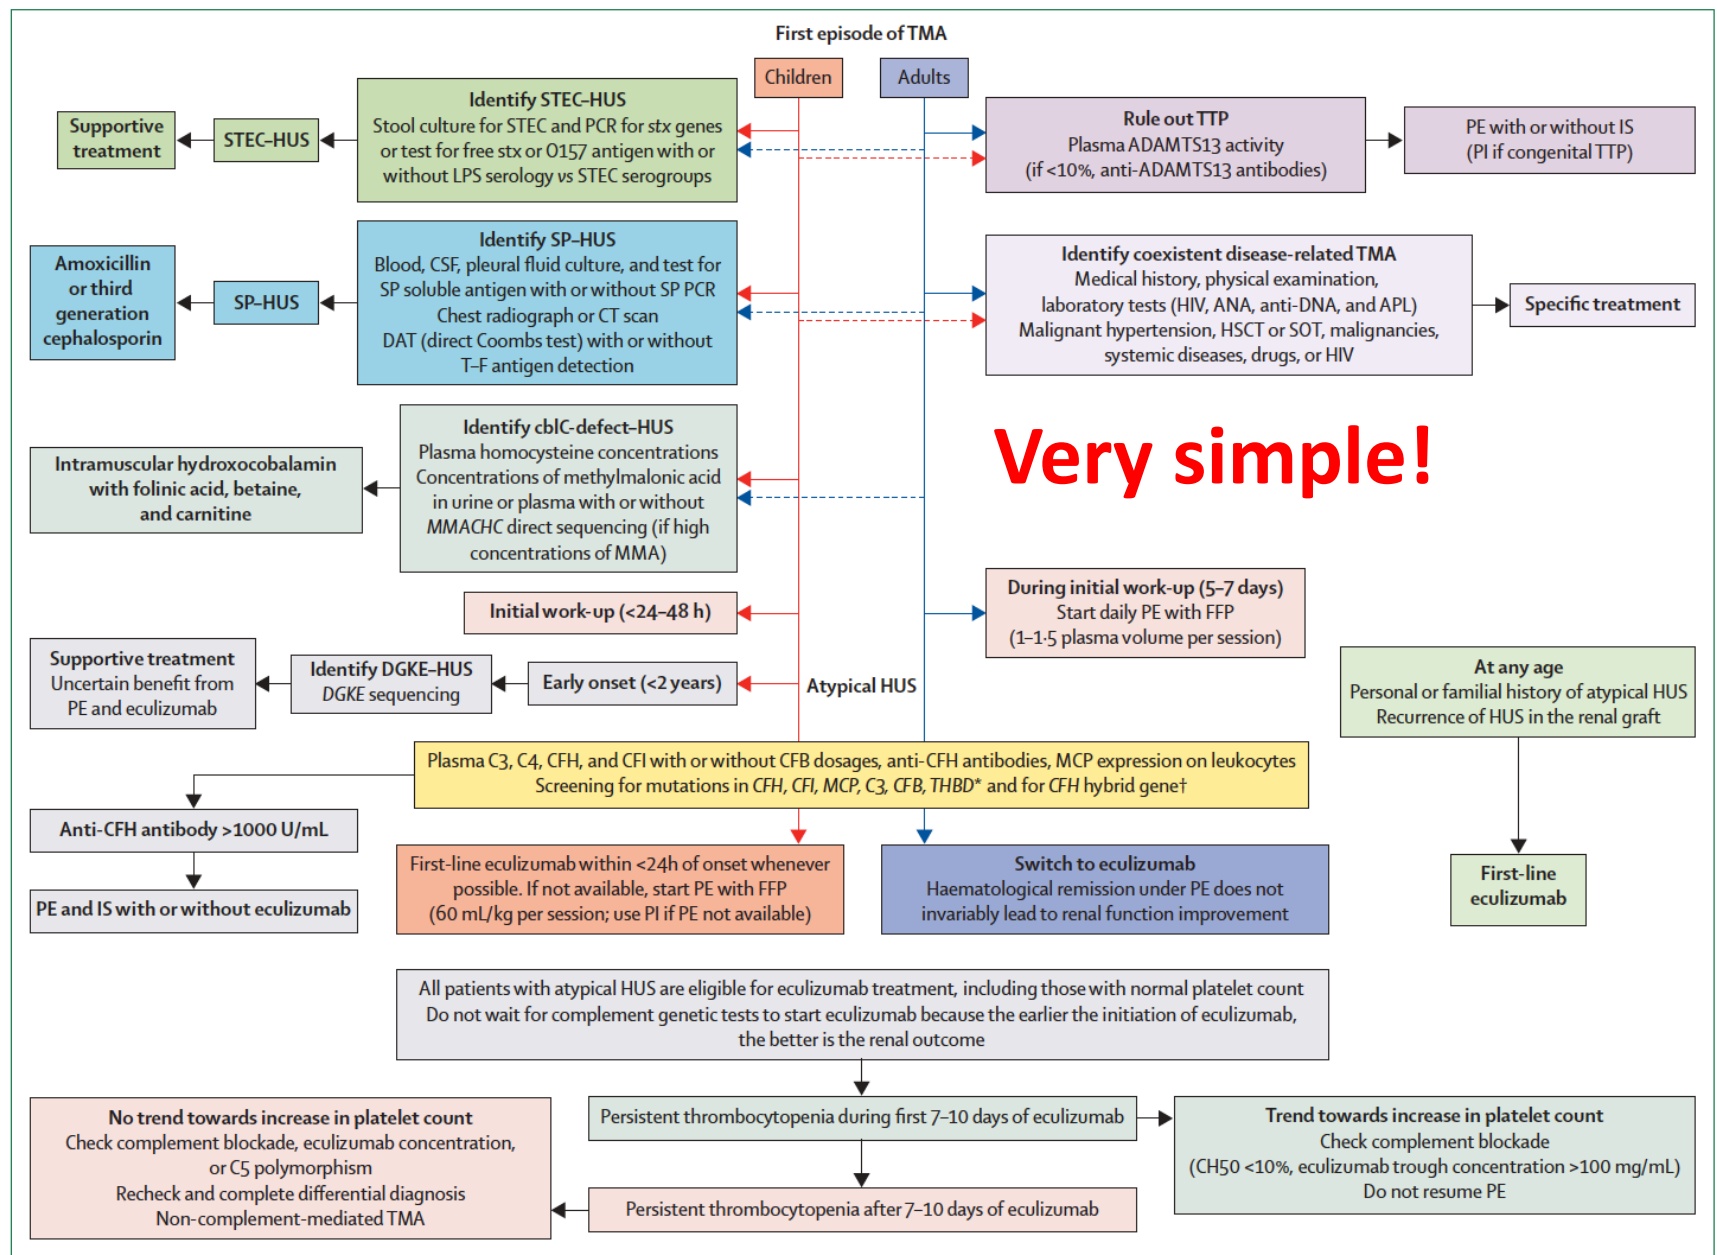 First episode of TMA
Children
Adults
Identify STEC–HUS
Stool culture for STEC and PCR for stx genes
or test for free stx or O157 antigen with or
without LPS serology vs STEC serogroups
STEC–HUS
Supportive
treatment
Rule out TTP
Plasma ADAMTS13 activity
(if <10%, anti-ADAMTS13 antibodies)
PE with or without IS
(PI if congenital TTP)
Identify SP–HUS
Blood, CSF, pleural fluid culture, and test for
SP soluble antigen with or without SP PCR
Chest radiograph or CT scan
DAT (direct Coombs test) with or without
T–F antigen detection
SP–HUS
Amoxicillin
or third
generation
cephalosporin
Identify coexistent disease-related TMA
Medical history, physical examination,
laboratory tests (HIV, ANA, anti-DNA, and APL)
Malignant hypertension, HSCT or SOT, malignancies,
systemic diseases, drugs, or HIV
Specific treatment
Identify cblC-defect–HUS
Plasma homocysteine concentrations
Concentrations of methylmalonic acid
in urine or plasma with or without
MMACHC direct sequencing (if high
concentrations of MMA)
Intramuscular hydroxocobalamin
with folinic acid, betaine,
and carnitine
Very simple!
Initial work-up (<24–48 h)
During initial work-up (5–7 days)
Start daily PE with FFP
(1–1·5 plasma volume per session)
Early onset (<2 years)
Identify DGKE–HUS
DGKE sequencing
Supportive treatment
Uncertain benefit from
PE and eculizumab
Atypical HUS
At any age
Personal or familial history of atypical HUS
Recurrence of HUS in the renal graft
First-line
eculizumab
Plasma C3, C4, CFH, and CFI with or without CFB dosages, anti-CFH antibodies, MCP expression on leukocytes
Screening for mutations in CFH, CFI, MCP, C3, CFB, THBD* and for CFH hybrid gene†
Anti-CFH antibody >1000 U/mL
PE and IS with or without eculizumab
First-line eculizumab within <24h of onset whenever
possible. If not available, start PE with FFP
(60 mL/kg per session; use PI if PE not available)
Switch to eculizumab
Haematological remission under PE does not
invariably lead to renal function improvement
All patients with atypical HUS are eligible for eculizumab treatment, including those with normal platelet count
Do not wait for complement genetic tests to start eculizumab because the earlier the initiation of eculizumab,
the better is the renal outcome
Persistent thrombocytopenia during first 7–10 days of eculizumab
Trend towards increase in platelet count
Check complement blockade
(CH50 <10%, eculizumab trough concentration >100 mg/mL)
Do not resume PE
Persistent thrombocytopenia after 7–10 days of eculizumab
No trend towards increase in platelet count
Check complement blockade, eculizumab concentration,
or C5 polymorphism
Recheck and complete differential diagnosis
Non-complement-mediated TMA